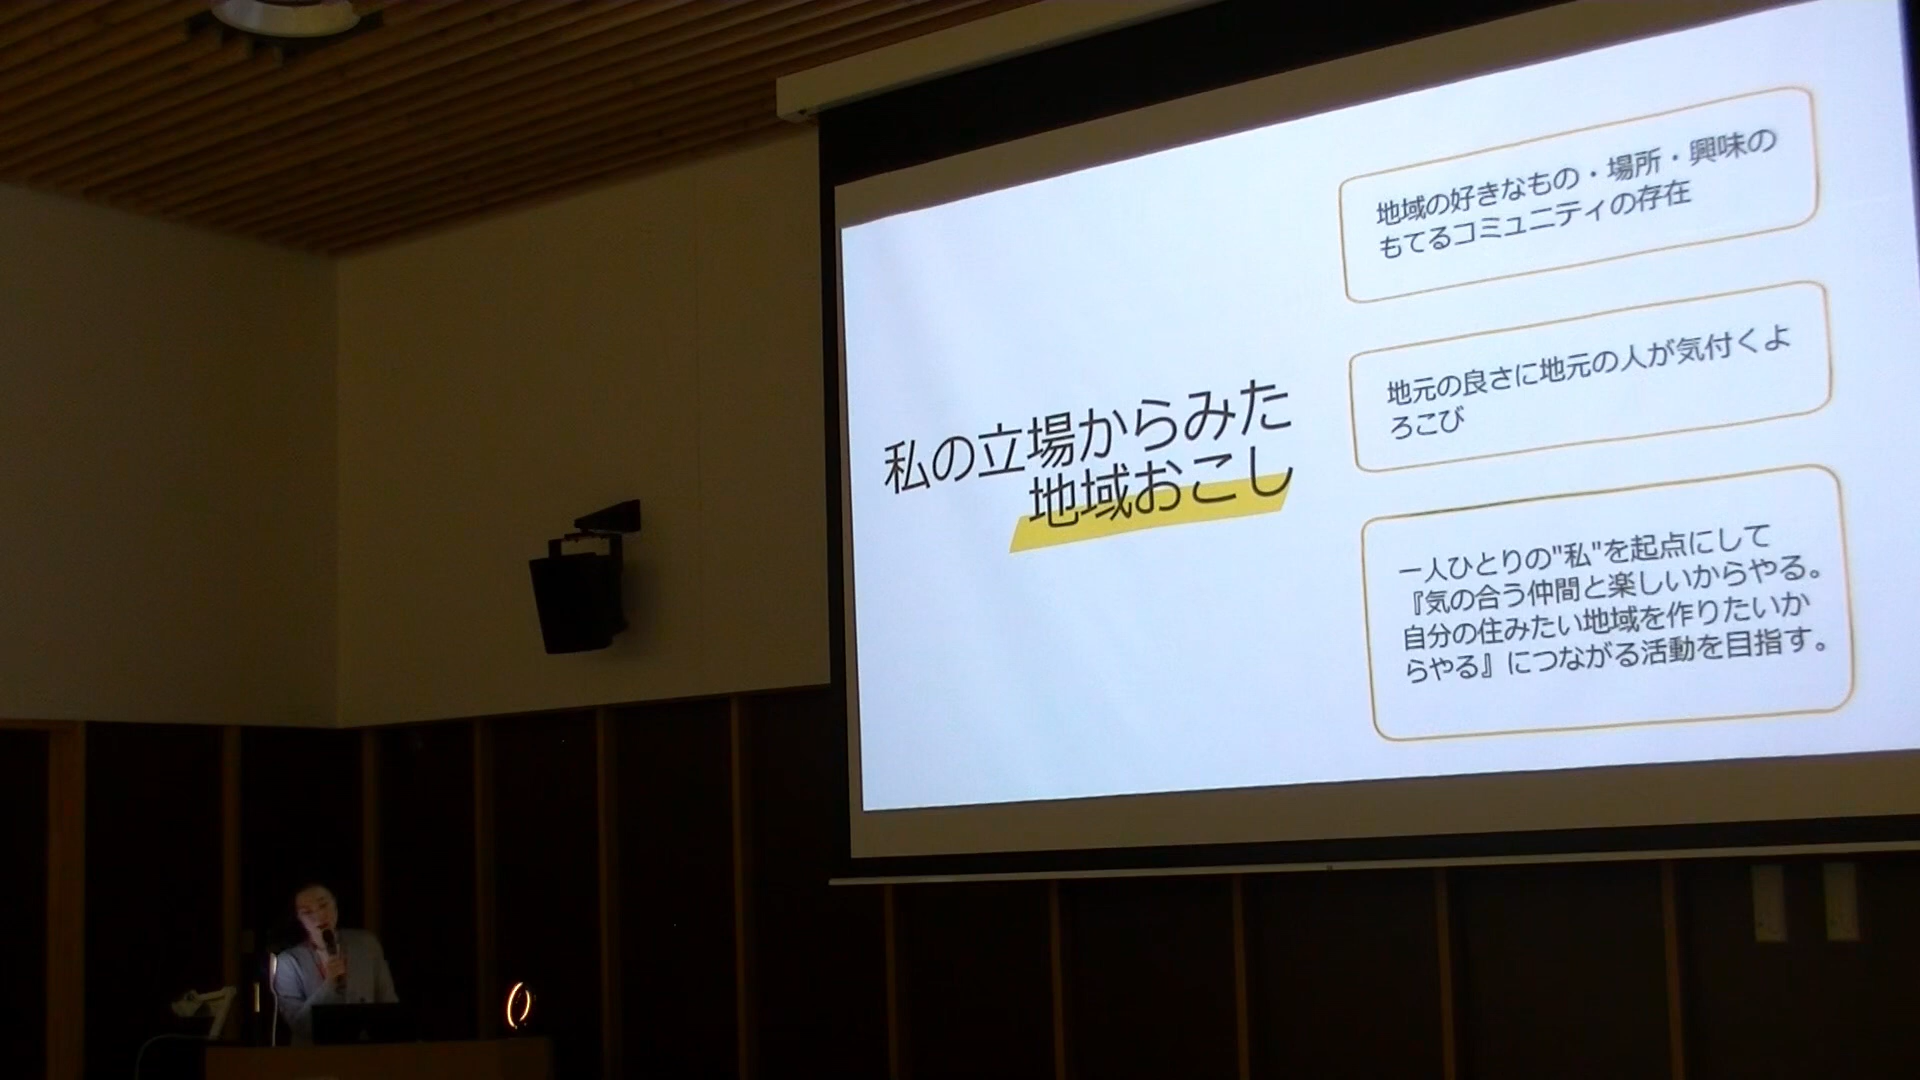 私の立場からみた
地域おこし
地域の好きなもの・場所・興味の
もてるコミュニティの存在
地元の良さに地元の人が気付くよ
ろこび
一人ひとりの"私"を起点にして
『気の合う仲間と楽しいからやる。
自分の住みたい地域を作りたいか
らやる』につながる活動を目指す。